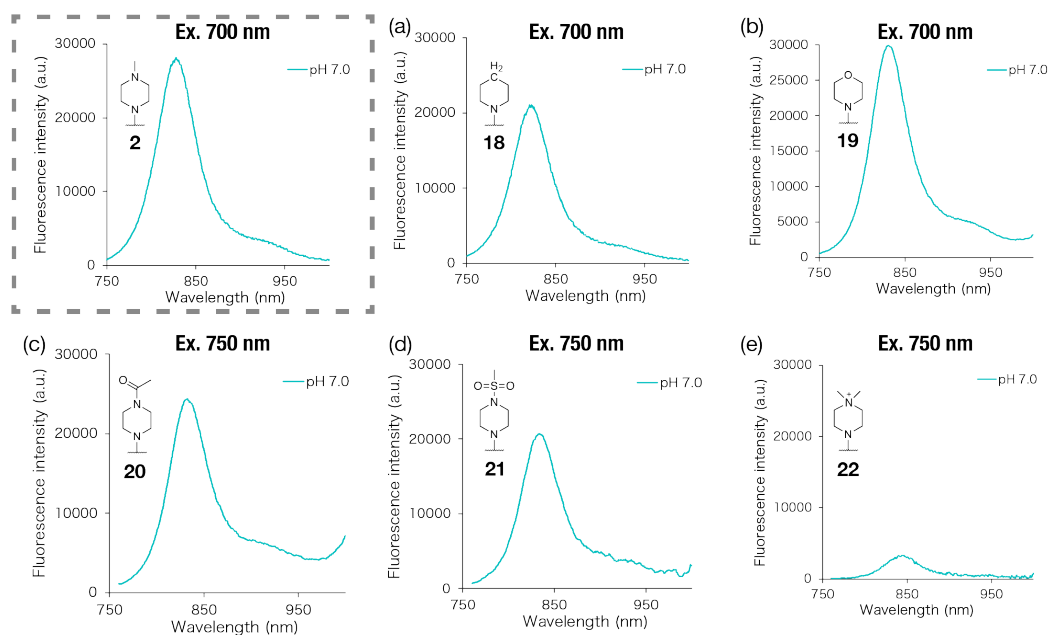 Ex. 700 nm
Fluorescence intensity (a.u.)
30000
20000
10000
0
750
850
950
Wavelength (nm)
pH 7.0
N
N
2
(a)
Ex. 700 nm
Fluorescence intensity (a.u.)
30000
20000
10000
0
750
850
950
Wavelength (nm)
pH 7.0
H2
C
N
18
(b)
Ex. 700 nm
Fluorescence intensity (a.u.)
30000
25000
20000
15000
10000
5000
0
750
850
950
Wavelength (nm)
pH 7.0
O
N
19
(c)
Ex. 750 nm
Fluorescence intensity (a.u.)
30000
20000
10000
0
750
850
950
Wavelength (nm)
pH 7.0
O
N
N
20
(d)
Ex. 750 nm
Fluorescence intensity (a.u.)
30000
20000
10000
0
750
850
950
Wavelength (nm)
pH 7.0
O=S=O
N
N
21
(e)
Ex. 750 nm
Fluorescence intensity (a.u.)
30000
20000
10000
0
750
850
950
Wavelength (nm)
pH 7.0
N+
N
22